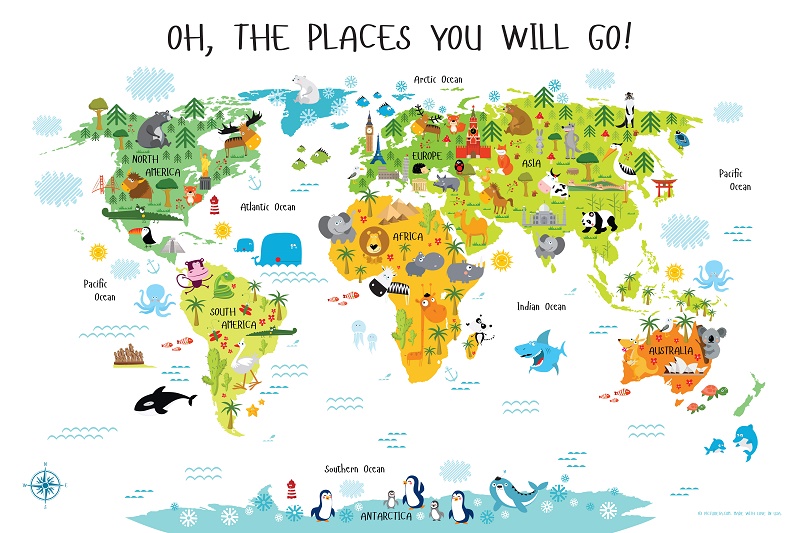 OH, THE PLACES YOU WILL GO!
Arctic Ocean
NORTH
AMERICA
EUROPE
ASIA
Pacific
Ocean
Atlantic Ocean
AFRICA
Pacific
Ocean
SOUTH
AMERICA
Indian Ocean
AUSTRALIA
Southern Ocean
ANTARCTICA
N
W
E
S